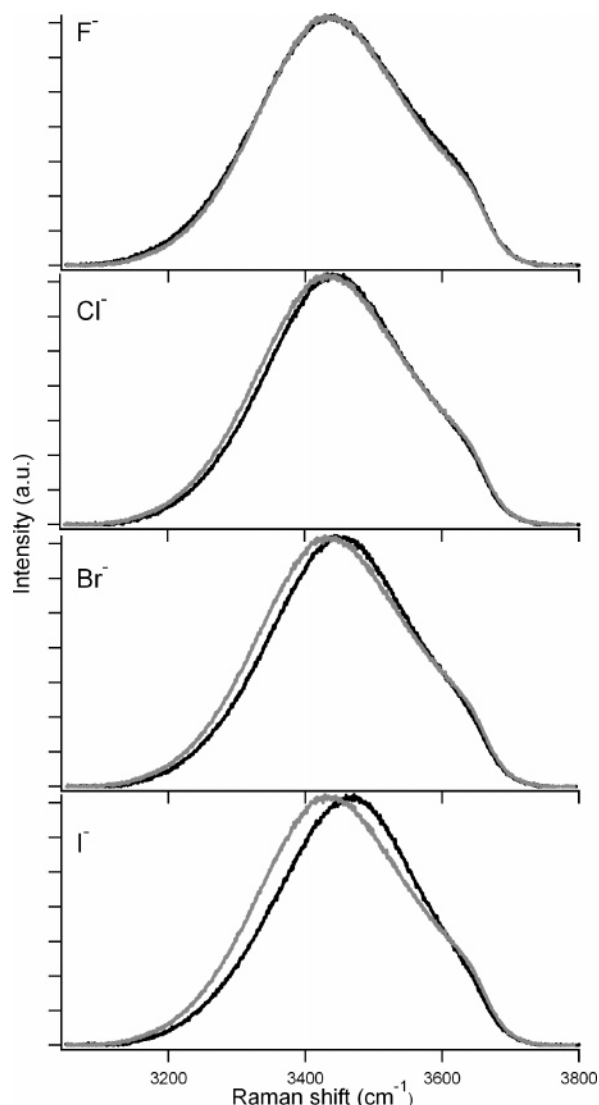 F⁻
Cl⁻
Br⁻
I⁻
Intensity (a.u.)
3200 3400 3600 3800
Raman shift (cm⁻¹)